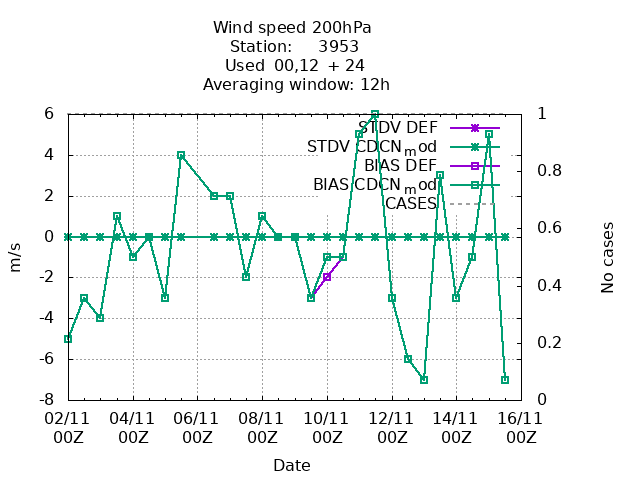 Wind speed 200hPa
Station: 3953
Used 00,12 + 24
Averaging window: 12h
6 1
STDV DEF
STDV CDCNmod
4 0.8
BIAS DEF
BIAS CDCNmod
2
CASES
0.6
0
m/s No cases
-2 0.4
-4
0.2
-6
-8 0
02/11 04/11 06/11 08/11 10/11 12/11 14/11 16/11
00Z 00Z 00Z 00Z 00Z 00Z 00Z 00Z
Date